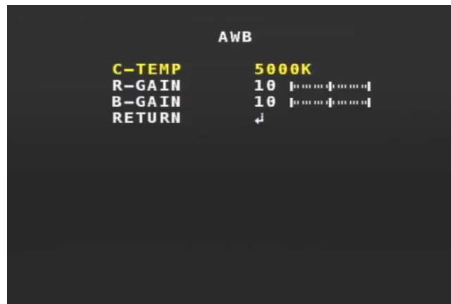 AWB
C-TEMP 5000K
R-GAIN 10
B-GAIN 10
RETURN ↲